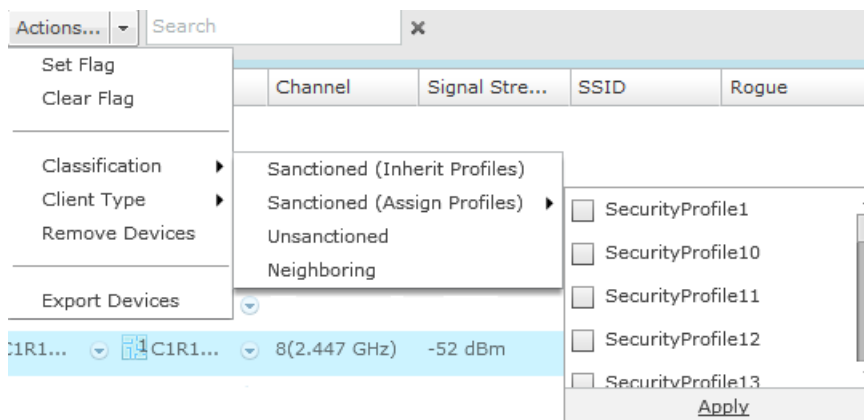 Actions... Search
Set Flag
Clear Flag
Channel Signal Stre... SSID Rogue
Classification
Client Type
Remove Devices
Export Devices
Sanctioned (Inherit Profiles)
Sanctioned (Assign Profiles)
Unsanctioned
Neighboring
SecurityProfile1
SecurityProfile10
SecurityProfile11
SecurityProfile12
SecurityProfile13
Apply
C1R1... 1 C1R1... 8(2.447 GHz) -52 dBm